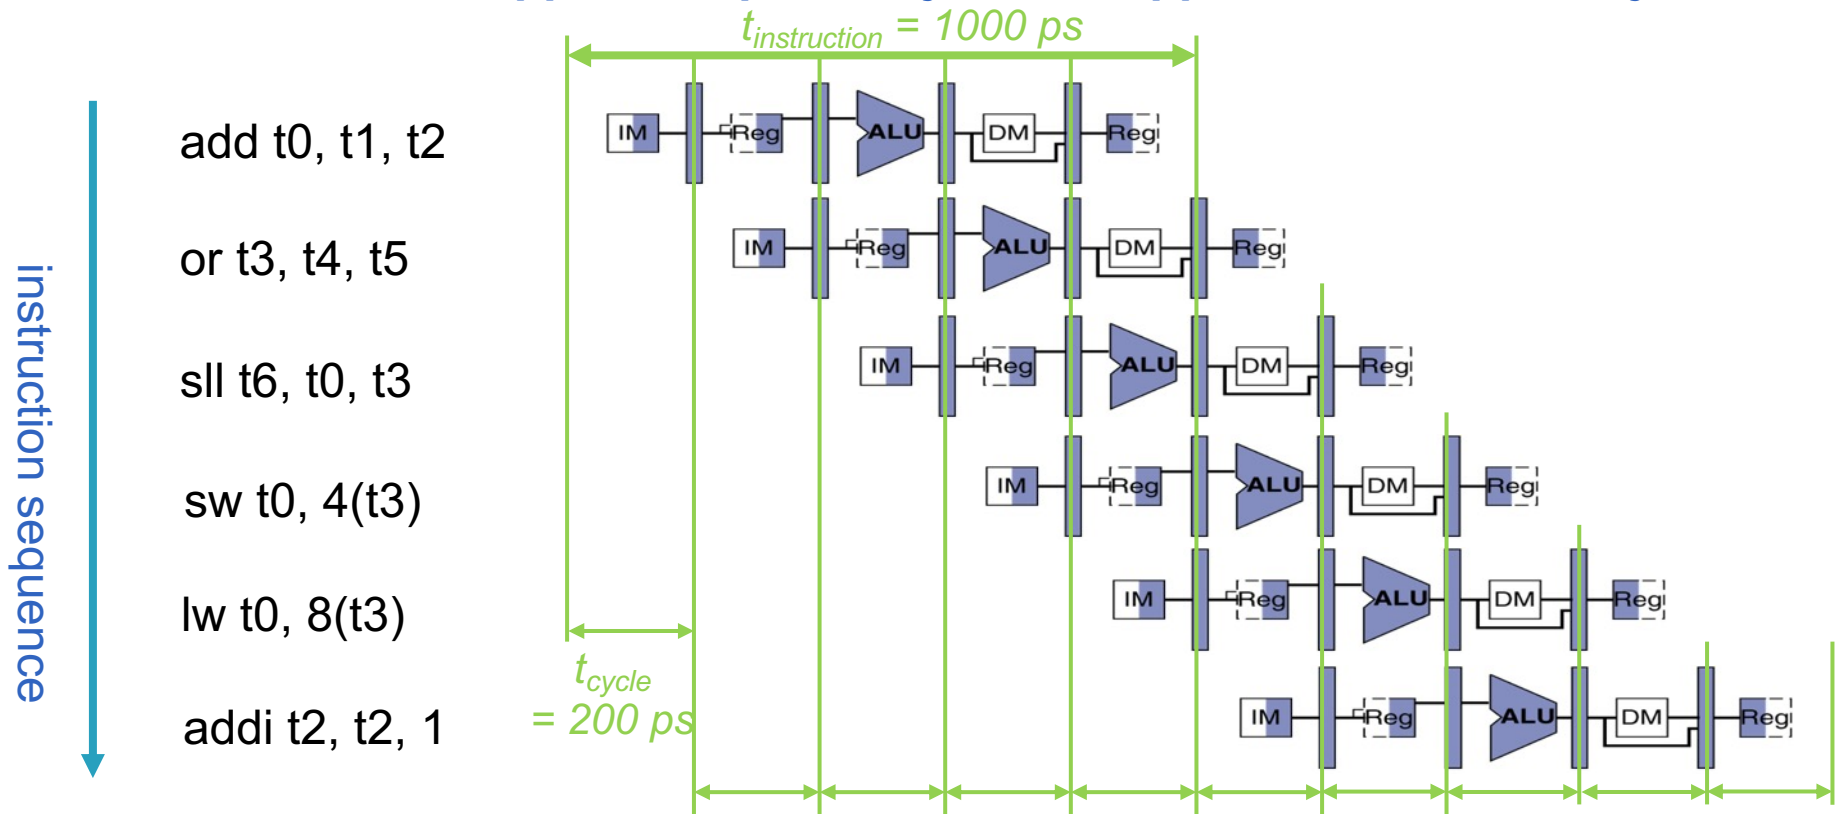 t_instruction = 1000 ps
add t0, t1, t2
IM Reg ALU DM Reg
or t3, t4, t5
IM Reg ALU DM Reg
sll t6, t0, t3
IM Reg ALU DM Reg
sw t0, 4(t3)
IM Reg ALU DM Reg
lw t0, 8(t3)
IM Reg ALU DM Reg
addi t2, t2, 1
IM Reg ALU DM Reg
instruction sequence
t_cycle
= 200 ps